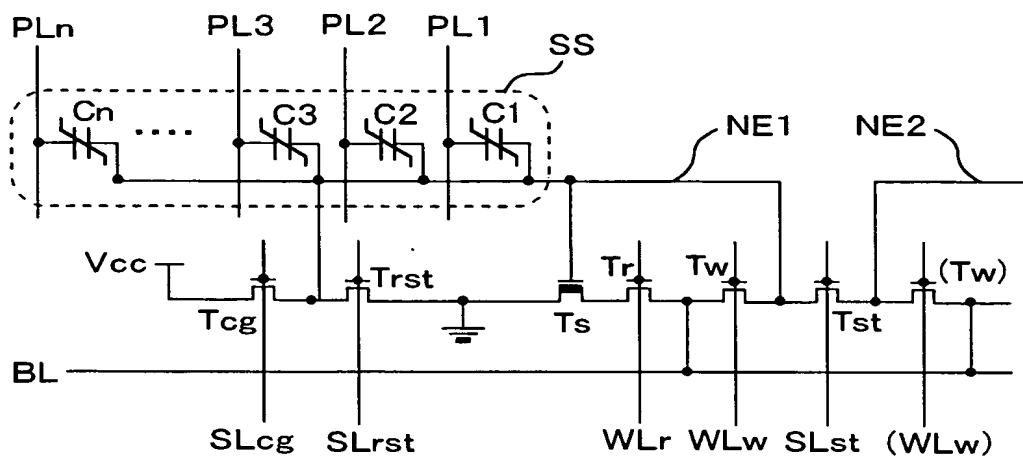 PLn PL3 PL2 PL1 SS
Cn C3 C2 C1 NE1 NE2
Vcc Trst Tr Tw (Tw)
Tcg Ts Tst
BL
SLcg SLrst WLr WLw SLst (WLw)